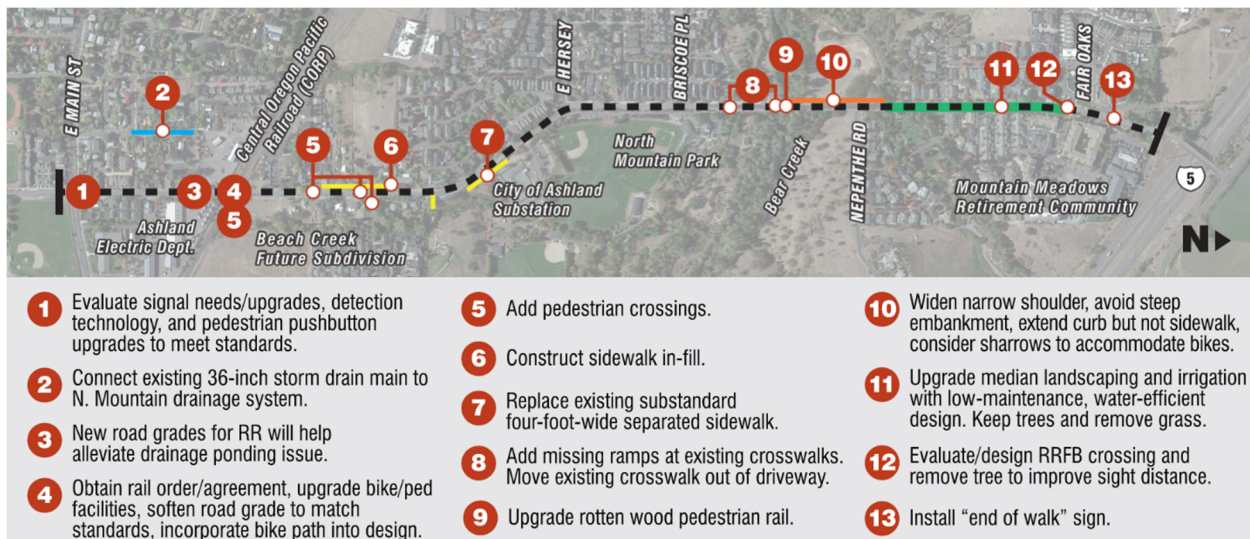 E MAIN ST
2
Central Oregon Pacific
Railroad (CORP)
5
6
7
E HERSEY
BRISCOE PL
8
9
10
11
12
FAIR OAKS
13
1
3
4
5
Ashland
Electric Dept.
Beach Creek
Future Subdivision
City of Ashland
Substation
North
Mountain Park
Bear Creek
NEPENTHE RD
Mountain Meadows
Retirement Community
5
N
1 Evaluate signal needs/upgrades, detection
technology, and pedestrian pushbutton
upgrades to meet standards.
2 Connect existing 36-inch storm drain main to
N. Mountain drainage system.
3 New road grades for RR will help
alleviate drainage ponding issue.
4 Obtain rail order/agreement, upgrade bike/ped
facilities, soften road grade to match
standards, incorporate bike path into design.
5 Add pedestrian crossings.
6 Construct sidewalk in-fill.
7 Replace existing substandard
four-foot-wide separated sidewalk.
8 Add missing ramps at existing crosswalks.
Move existing crosswalk out of driveway.
9 Upgrade rotten wood pedestrian rail.
10 Widen narrow shoulder, avoid steep
embankment, extend curb but not sidewalk,
consider sharrows to accommodate bikes.
11 Upgrade median landscaping and irrigation
with low-maintenance, water-efficient
design. Keep trees and remove grass.
12 Evaluate/design RRFB crossing and
remove tree to improve sight distance.
13 Install “end of walk” sign.